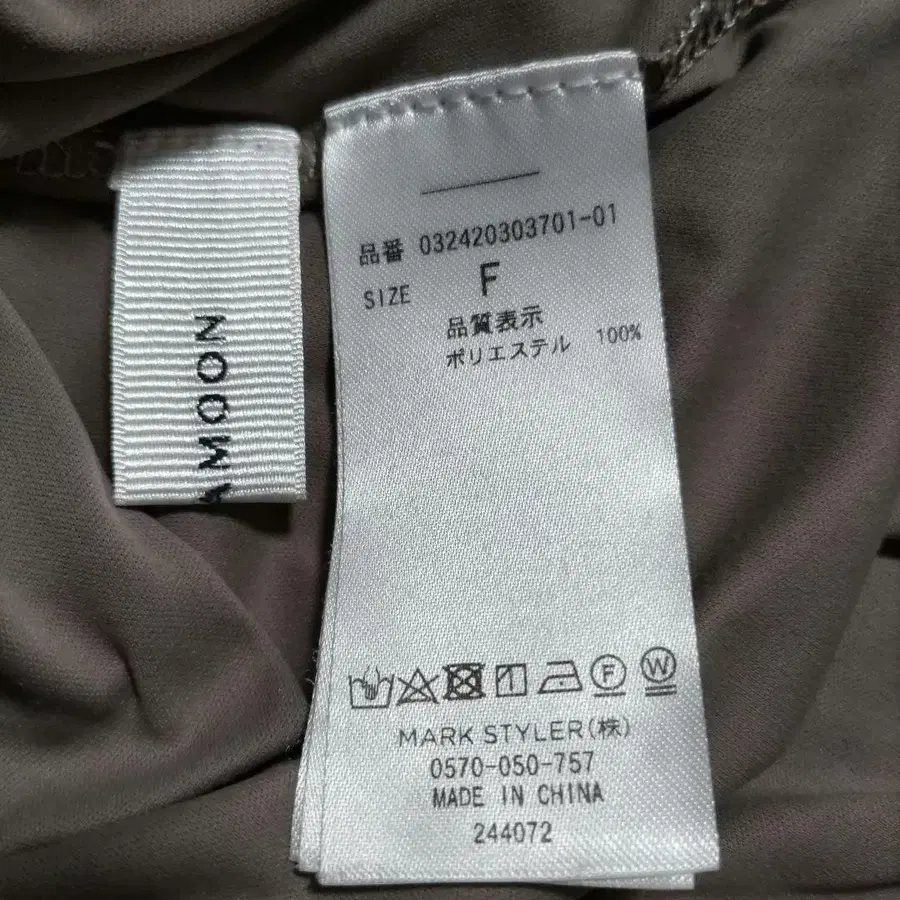 AMOON
品番 032420303701-01
SIZE F
品質表示
ポリエステル 100%
F W
MARK STYLER(株)
0570-050-757
MADE IN CHINA
244072